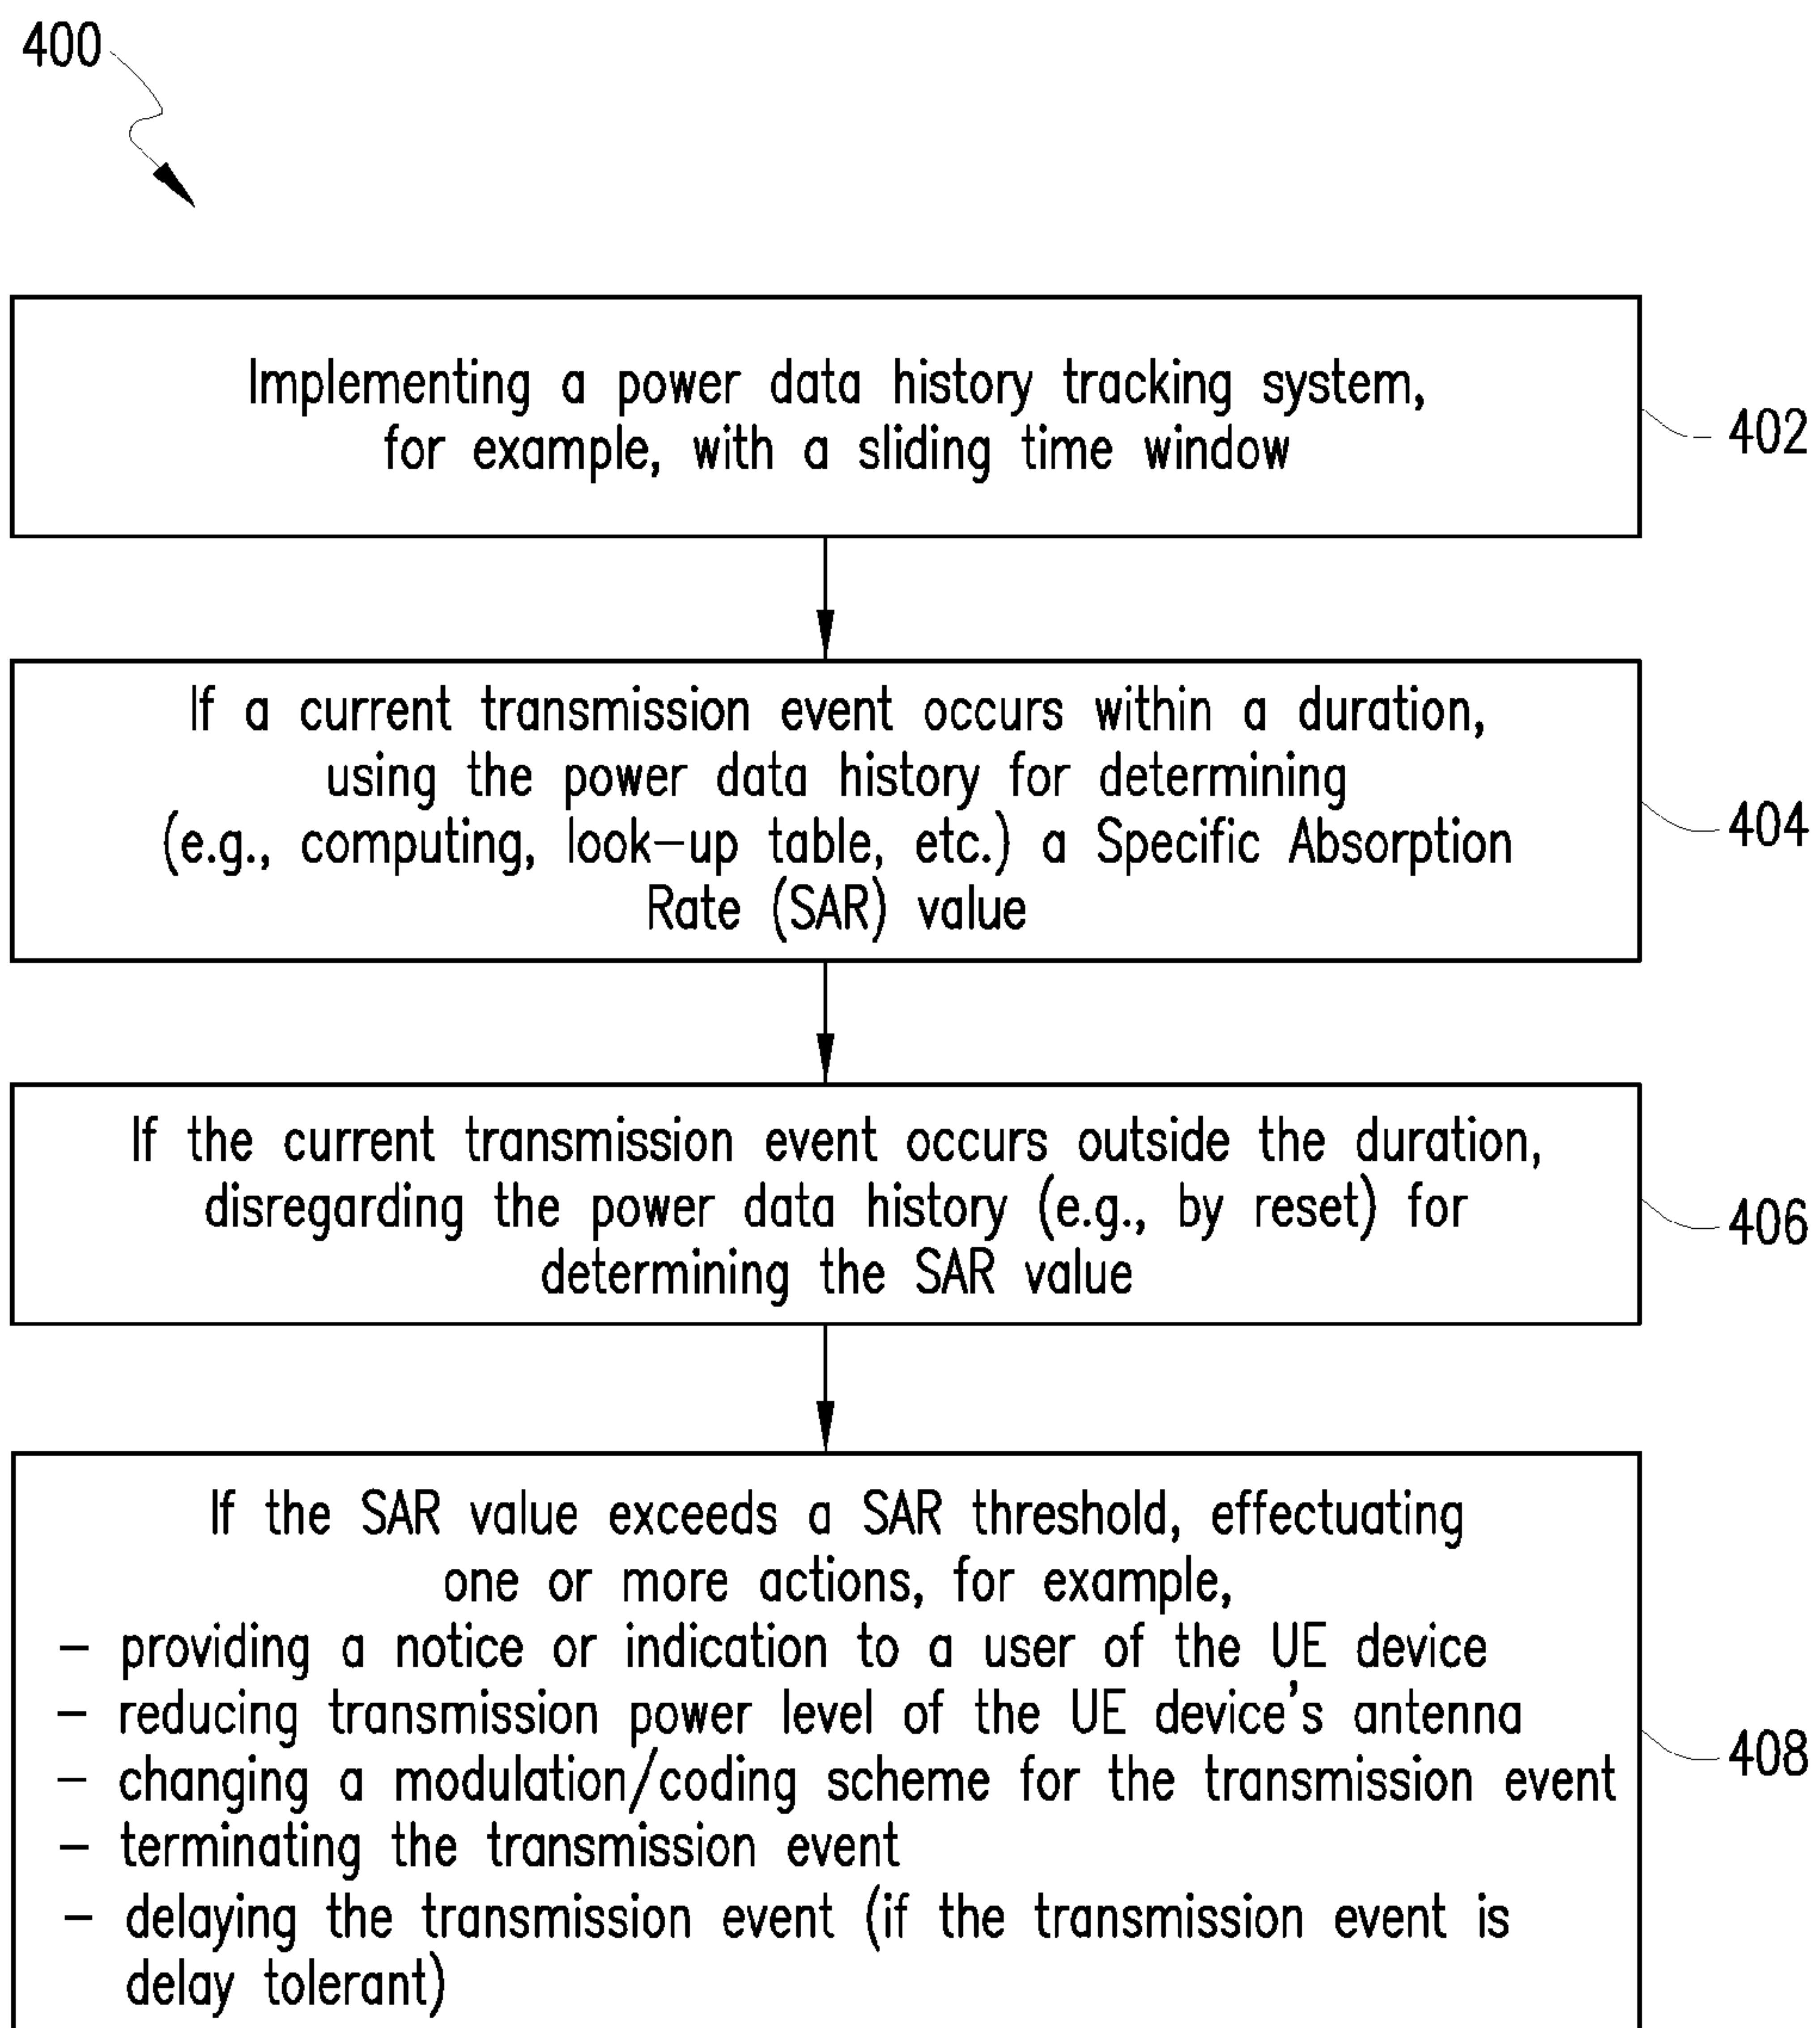 400
Implementing a power data history tracking system,
for example, with a sliding time window
402
If a current transmission event occurs within a duration,
using the power data history for determining
(e.g., computing, look-up table, etc.) a Specific Absorption
Rate (SAR) value
404
If the current transmission event occurs outside the duration,
disregarding the power data history (e.g., by reset) for
determining the SAR value
406
If the SAR value exceeds a SAR threshold, effectuating
one or more actions, for example,
- providing a notice or indication to a user of the UE device
- reducing transmission power level of the UE device's antenna
- changing a modulation/coding scheme for the transmission event
- terminating the transmission event
- delaying the transmission event (if the transmission event is
delay tolerant)
408